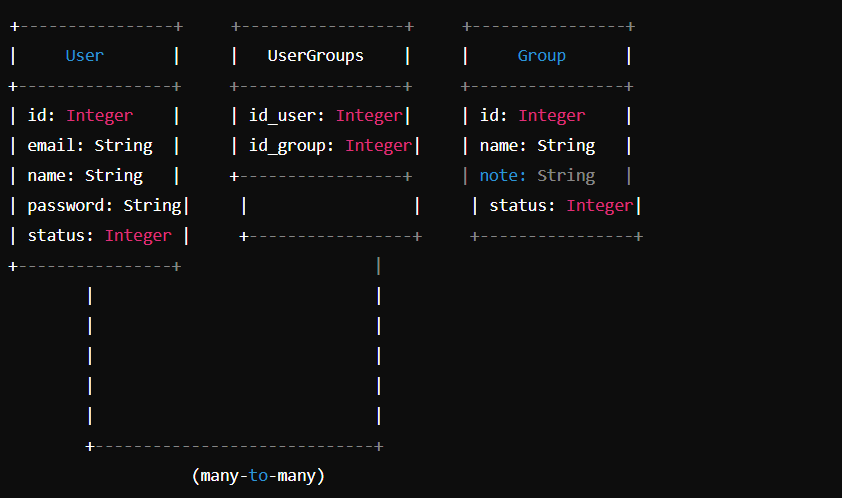 +----------------+     +-----------------+     +----------------+
|     User       |     |   UserGroups    |     |     Group      |
+----------------+     +-----------------+     +----------------+
| id: Integer    |     | id_user: Integer|     | id: Integer    |
| email: String  |     | id_group: Integer|    | name: String   |
| name: String   |     +-----------------+     | note: String   |
| password: String|     |                 |     | status: Integer|
| status: Integer |     +-----------------+     +----------------+
+----------------+                    |
        |                             |
        |                             |
        |                             |
        |                             |
        |                             |
        +-----------------------------+
                   (many-to-many)